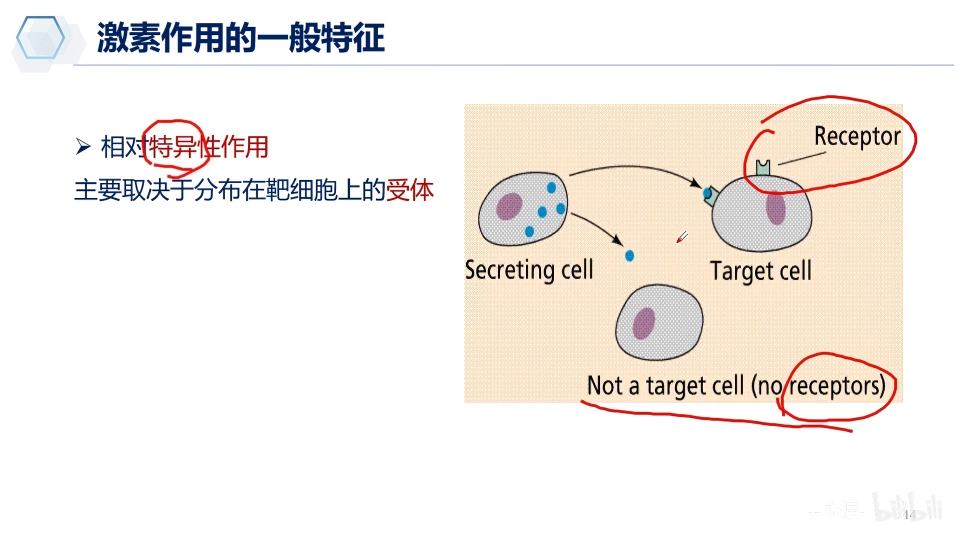 激素作用的一般特征
相对特异性作用
主要取决于分布在靶细胞上的受体
Receptor
Secreting cell
Target cell
Not a target cell (no receptors)
bilibili
44